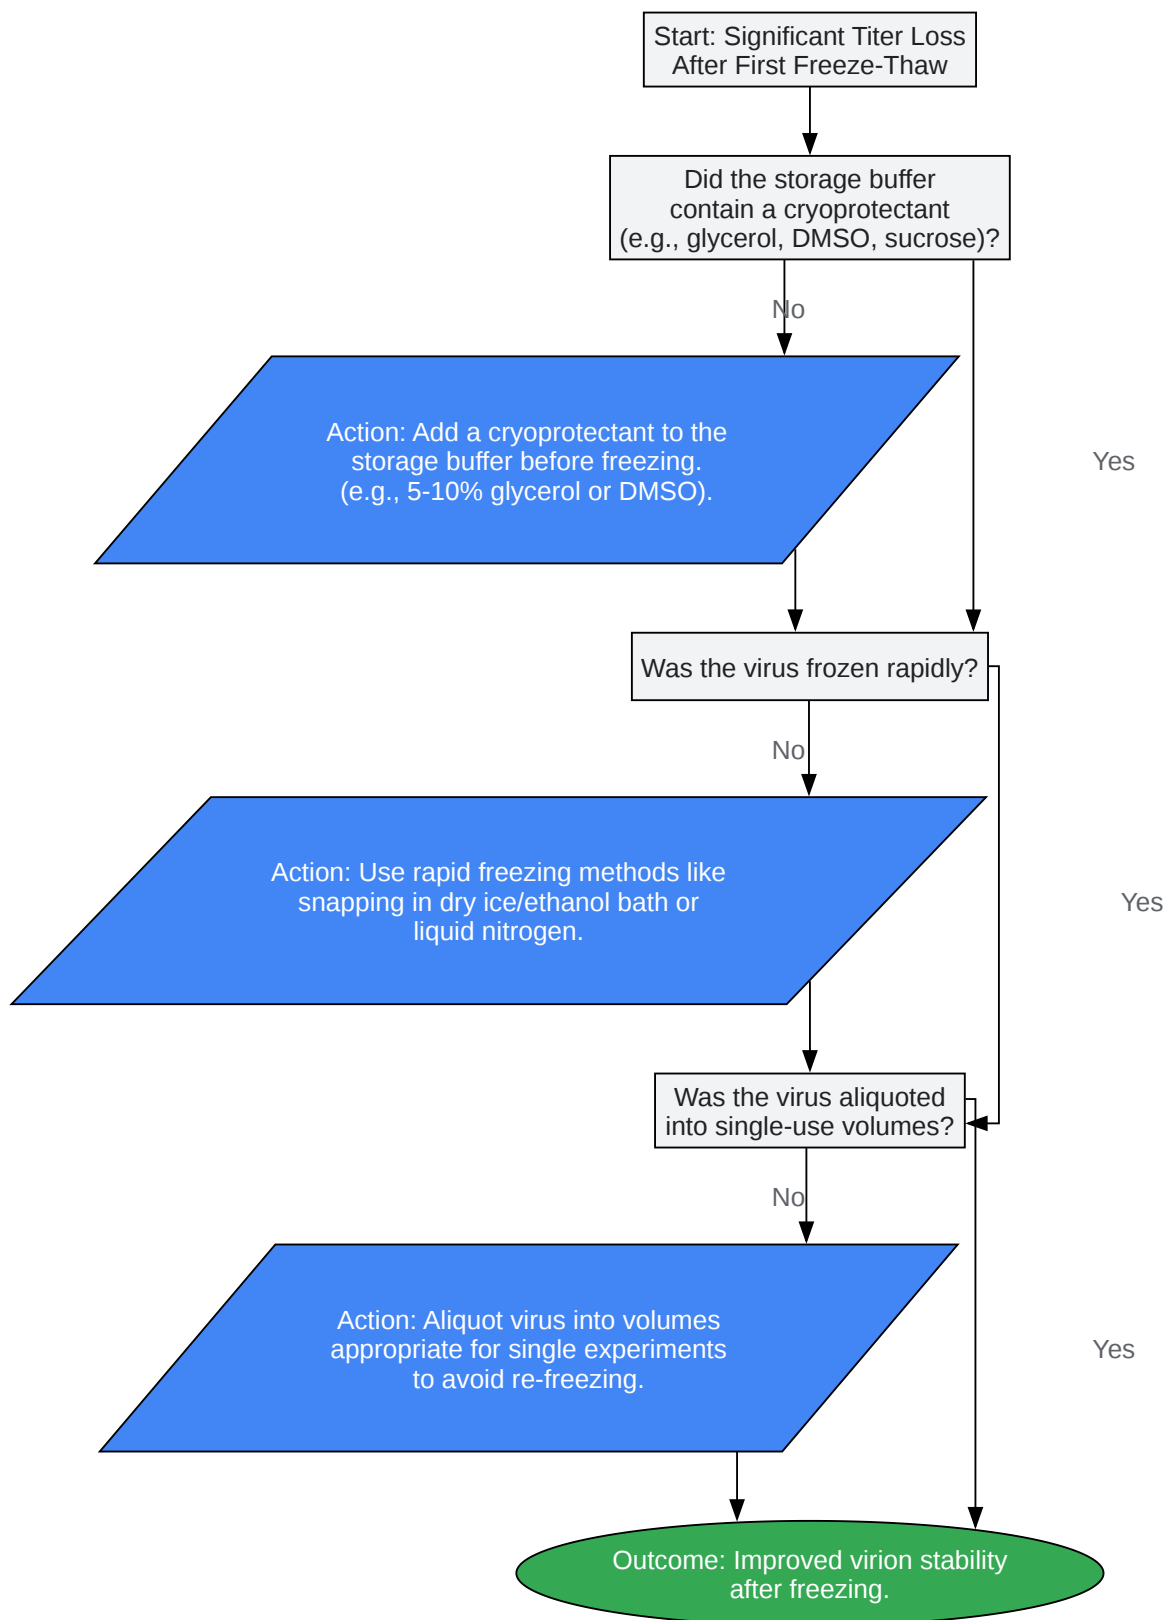 Start: Significant Titer Loss
After First Freeze-Thaw
Did the storage buffer
contain a cryoprotectant
(e.g., glycerol, DMSO, sucrose)?
No
Action: Add a cryoprotectant to the
storage buffer before freezing.
(e.g., 5-10% glycerol or DMSO).
Yes
Was the virus frozen rapidly?
No
Action: Use rapid freezing methods like
snapping in dry ice/ethanol bath or
liquid nitrogen.
Yes
Was the virus aliquoted
into single-use volumes?
No
Action: Aliquot virus into volumes
appropriate for single experiments
to avoid re-freezing.
Yes
Outcome: Improved virion stability
after freezing.